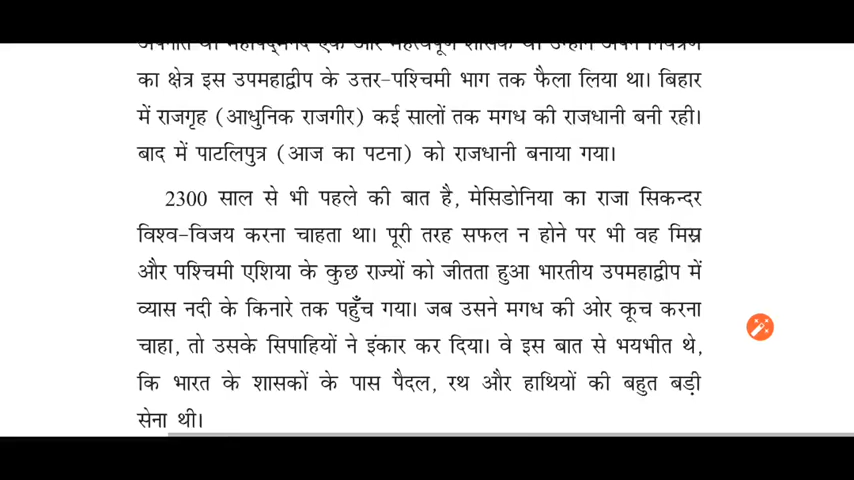 का क्षेत्र इस उपमहाद्वीप के उत्तर-पश्चिमी भाग तक फैला लिया था। बिहार
में राजगृह (आधुनिक राजगीर) कई सालों तक मगध की राजधानी बनी रही।
बाद में पाटलिपुत्र (आज का पटना) को राजधानी बनाया गया।
2300 साल से भी पहले की बात है, मेसिडोनिया का राजा सिकन्दर
विश्व-विजय करना चाहता था। पूरी तरह सफल न होने पर भी वह मिस्र
और पश्चिमी एशिया के कुछ राज्यों को जीतता हुआ भारतीय उपमहाद्वीप में
व्यास नदी के किनारे तक पहुँच गया। जब उसने मगध की ओर कूच करना
चाहा, तो उसके सिपाहियों ने इंकार कर दिया। वे इस बात से भयभीत थे,
कि भारत के शासकों के पास पैदल, रथ और हाथियों की बहुत बड़ी
सेना थी।